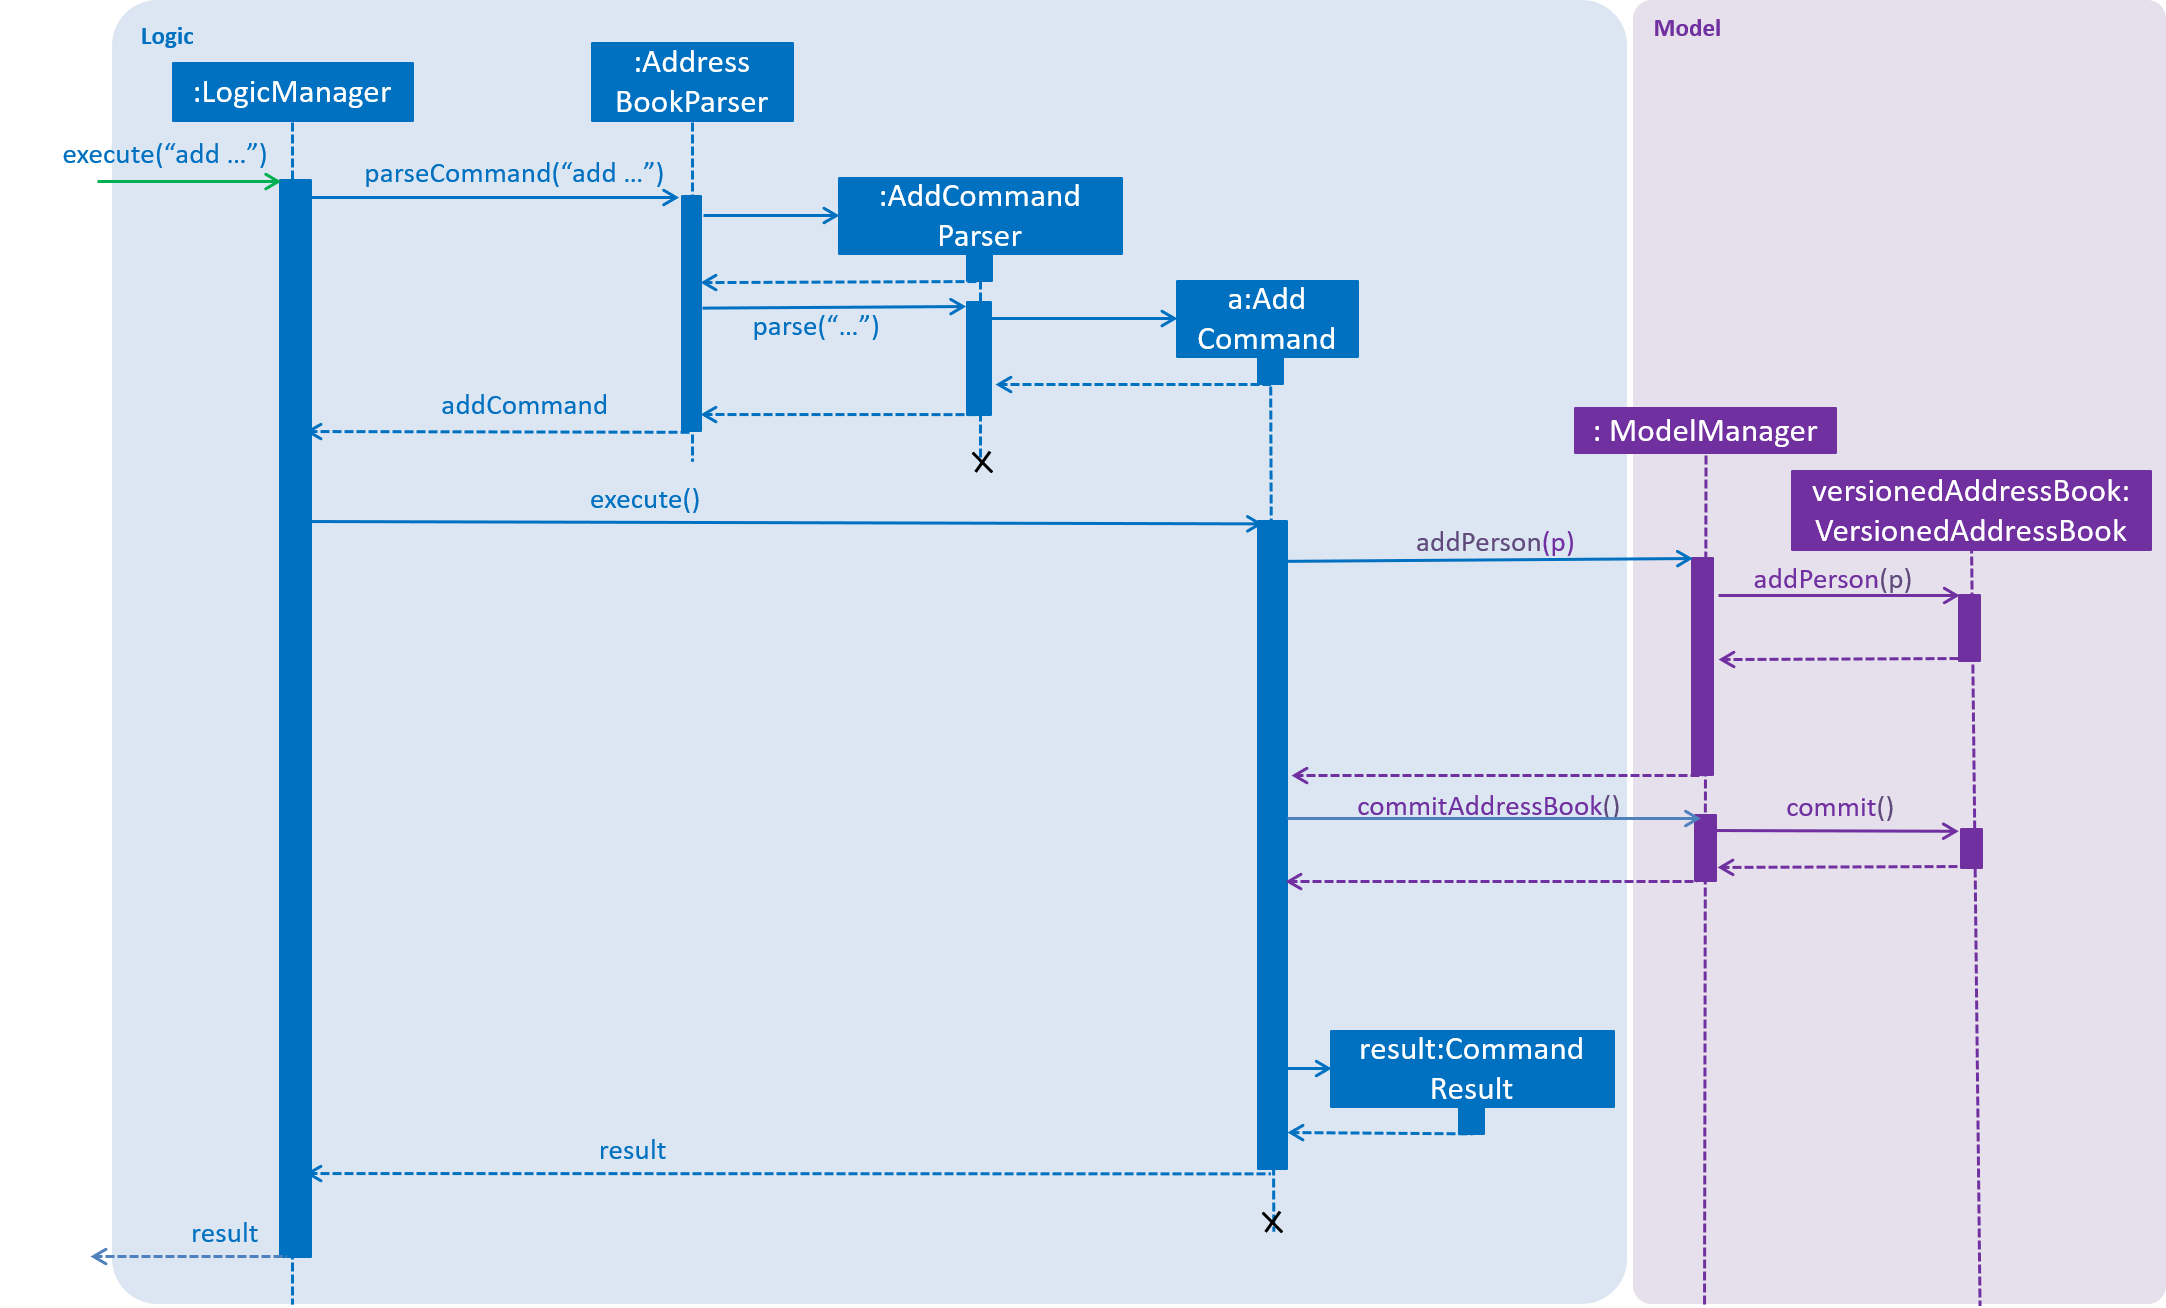 Logic
Model
:LogicManager
:Address
BookParser
execute(“add …”)
parseCommand(“add …”)
:AddCommand
Parser
parse(“…”)
a:Add
Command
addCommand
: ModelManager
versionedAddressBook:
VersionedAddressBook
execute()
addPerson(p)
addPerson(p)
commitAddressBook()
commit()
result:Command
Result
result
result